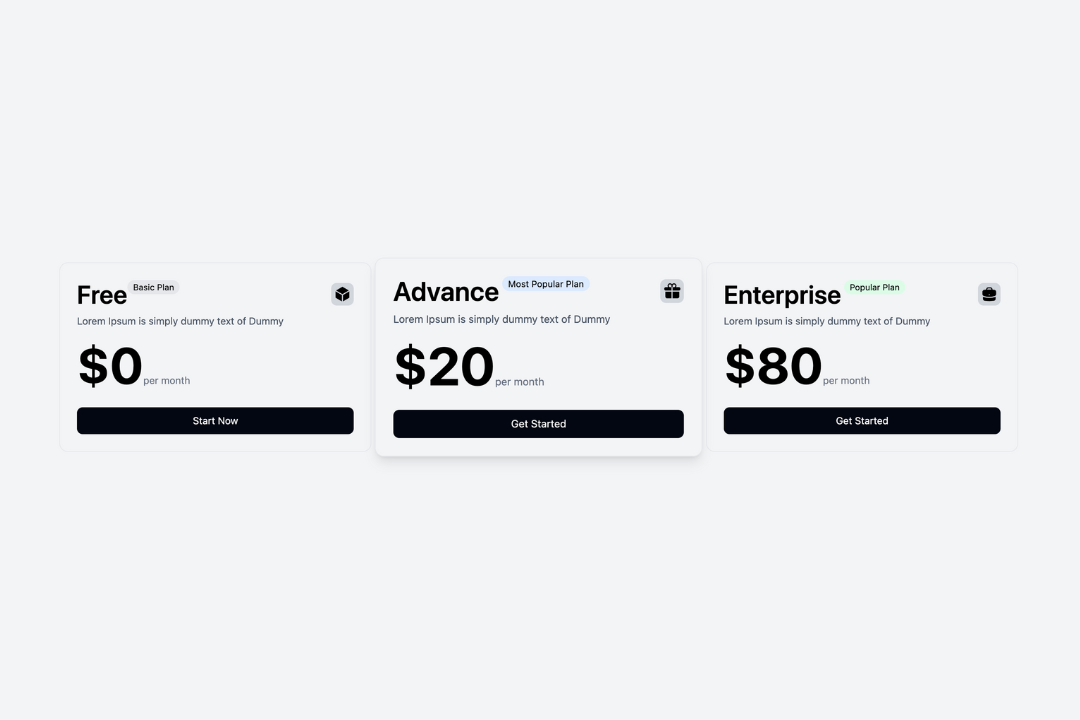 Free Basic Plan
Lorem Ipsum is simply dummy text of Dummy
$0 per month
Start Now
Advance Most Popular Plan
Lorem Ipsum is simply dummy text of Dummy
$20 per month
Get Started
Enterprise Popular Plan
Lorem Ipsum is simply dummy text of Dummy
$80 per month
Get Started